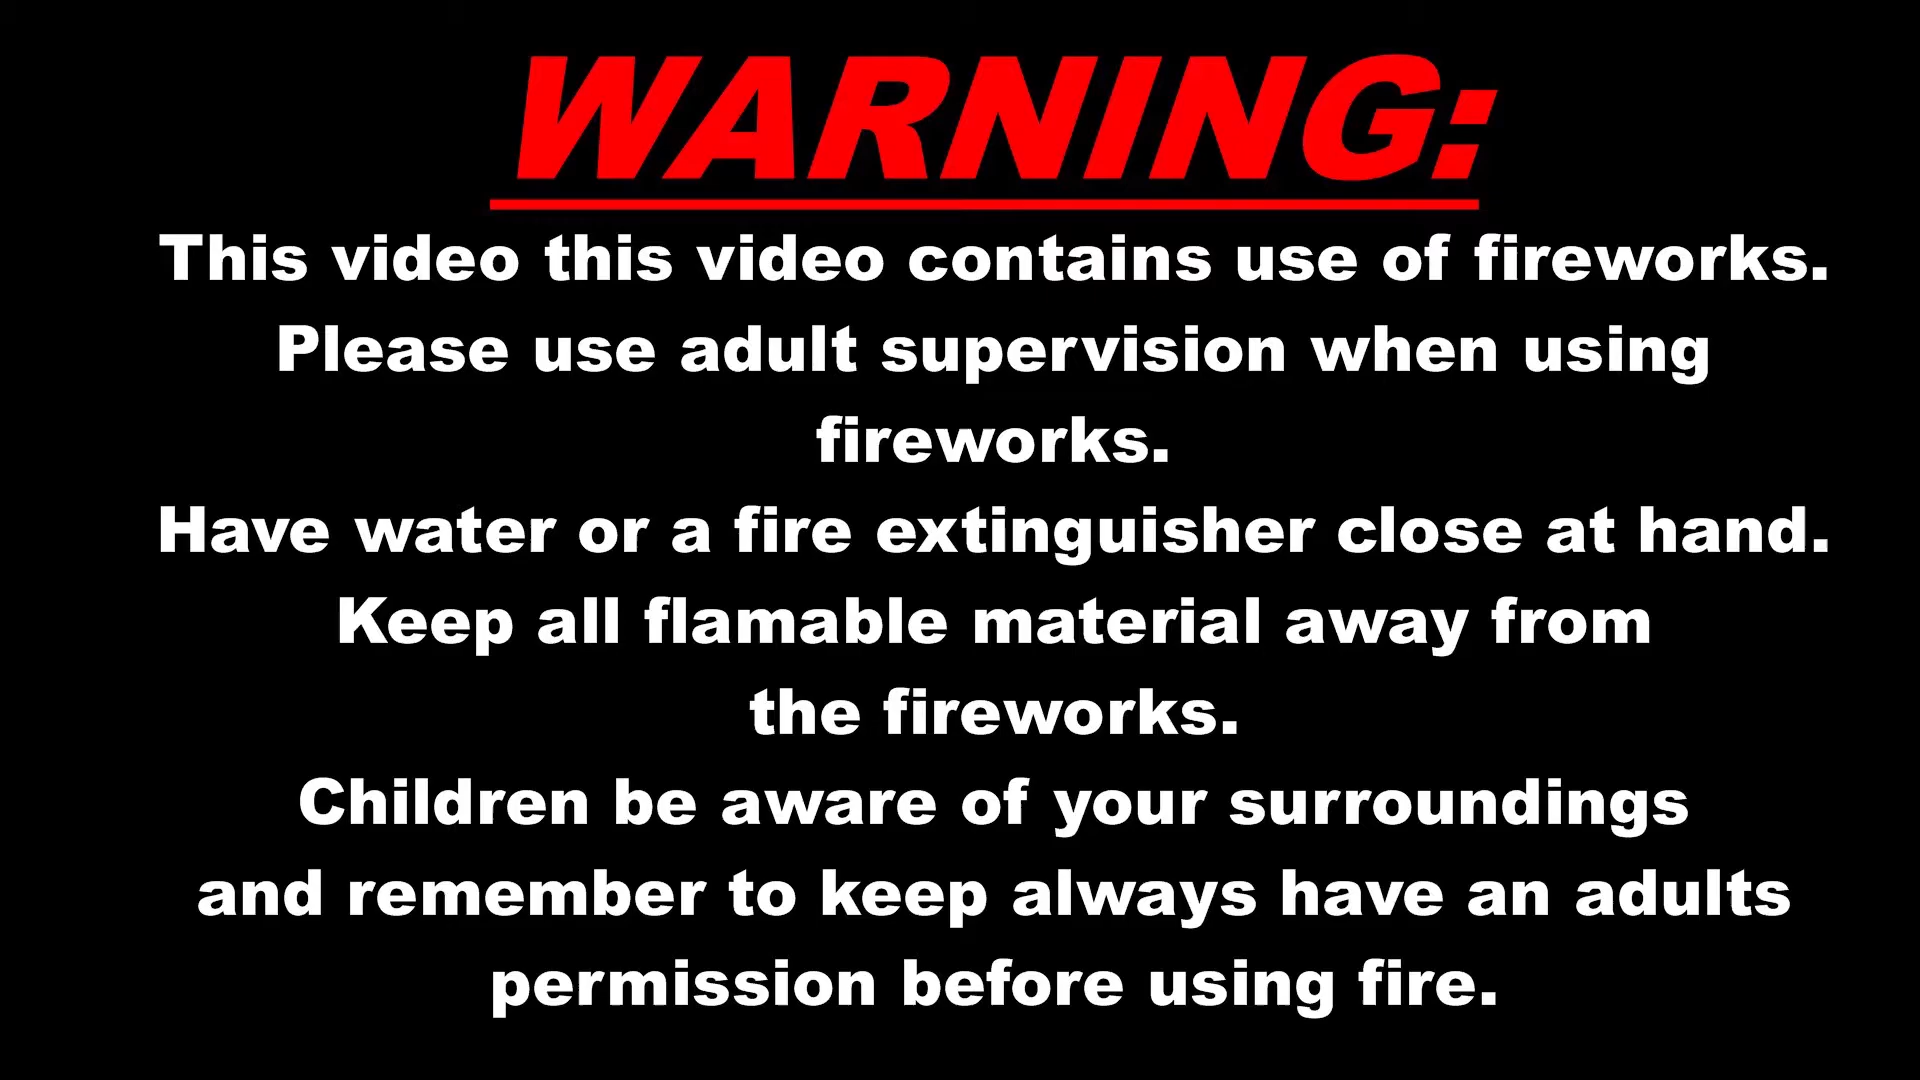 WARNING:
This video this video contains use of fireworks.
Please use adult supervision when using
fireworks.
Have water or a fire extinguisher close at hand.
Keep all flamable material away from
the fireworks.
Children be aware of your surroundings
and remember to keep always have an adults
permission before using fire.